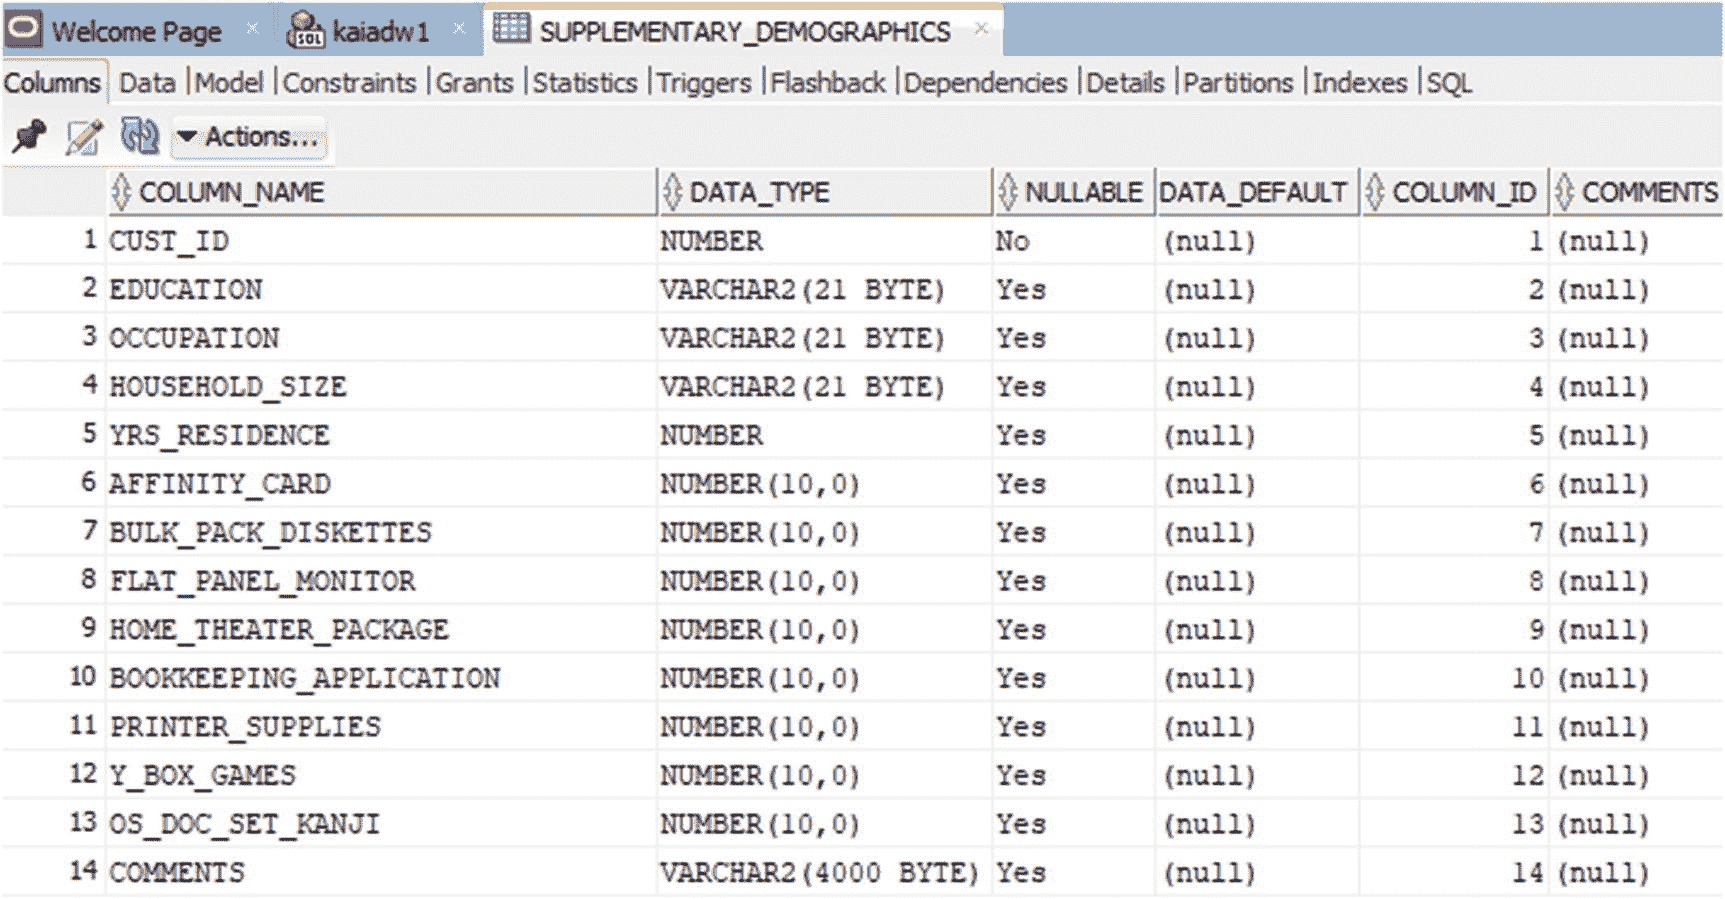 Welcome Page kaiadw1 SUPPLEMENTARY_DEMOGRAPHICS
Columns Data Model Constraints Grants Statistics Triggers Flashback Dependencies Details Partitions Indexes SQL
Actions...
COLUMN_NAME DATA_TYPE NULLABLE DATA_DEFAULT COLUMN_ID COMMENTS
1 CUST_ID NUMBER No (null) 1 (null)
2 EDUCATION VARCHAR2(21 BYTE) Yes (null) 2 (null)
3 OCCUPATION VARCHAR2(21 BYTE) Yes (null) 3 (null)
4 HOUSEHOLD_SIZE VARCHAR2(21 BYTE) Yes (null) 4 (null)
5 YRS_RESIDENCE NUMBER Yes (null) 5 (null)
6 AFFINITY_CARD NUMBER(10,0) Yes (null) 6 (null)
7 BULK_PACK_DISKETTES NUMBER(10,0) Yes (null) 7 (null)
8 FLAT_PANEL_MONITOR NUMBER(10,0) Yes (null) 8 (null)
9 HOME_THEATER_PACKAGE NUMBER(10,0) Yes (null) 9 (null)
10 BOOKKEEPING_APPLICATION NUMBER(10,0) Yes (null) 10 (null)
11 PRINTER_SUPPLIES NUMBER(10,0) Yes (null) 11 (null)
12 Y_BOX_GAMES NUMBER(10,0) Yes (null) 12 (null)
13 OS_DOC_SET_KANJI NUMBER(10,0) Yes (null) 13 (null)
14 COMMENTS VARCHAR2(4000 BYTE) Yes (null) 14 (null)